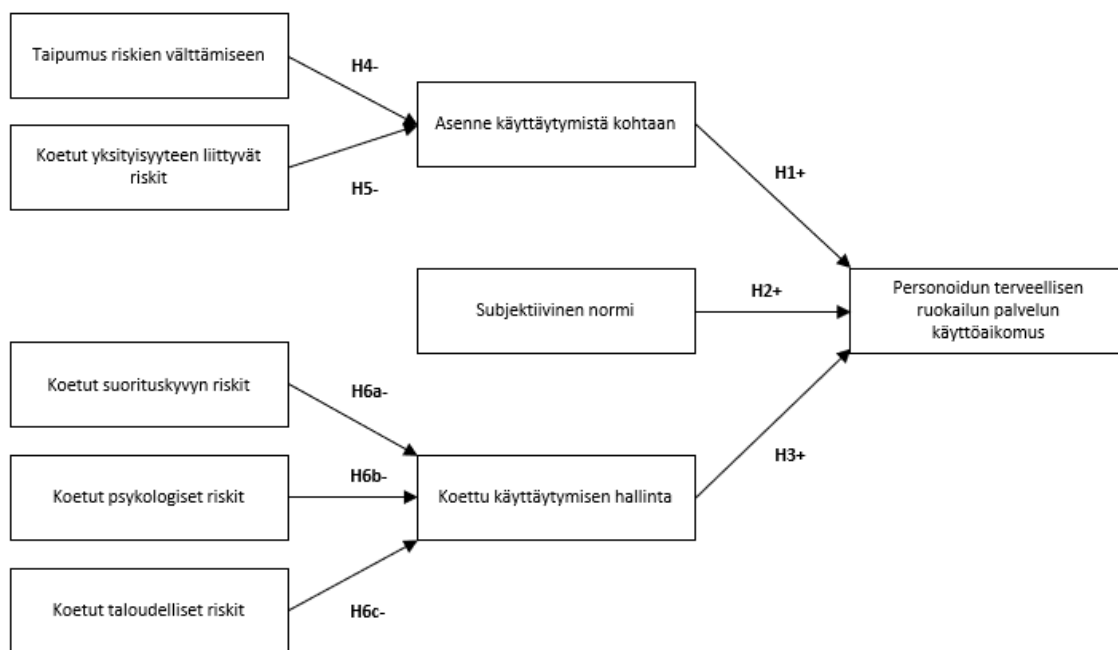 Taipumus riskien välttämiseen
H4-
Koetut yksityisyyteen liittyvät
riskit
H5-
Asenne käyttäytymistä kohtaan
H1+
Subjektiivinen normi
H2+
Personoidun terveellisen
ruokailun palvelun
käyttöaikomus
Koetut suorituskyvyn riskit
H6a-
Koetut psykologiset riskit
H6b-
Koettu käyttäytymisen hallinta
H3+
Koetut taloudelliset riskit
H6c-